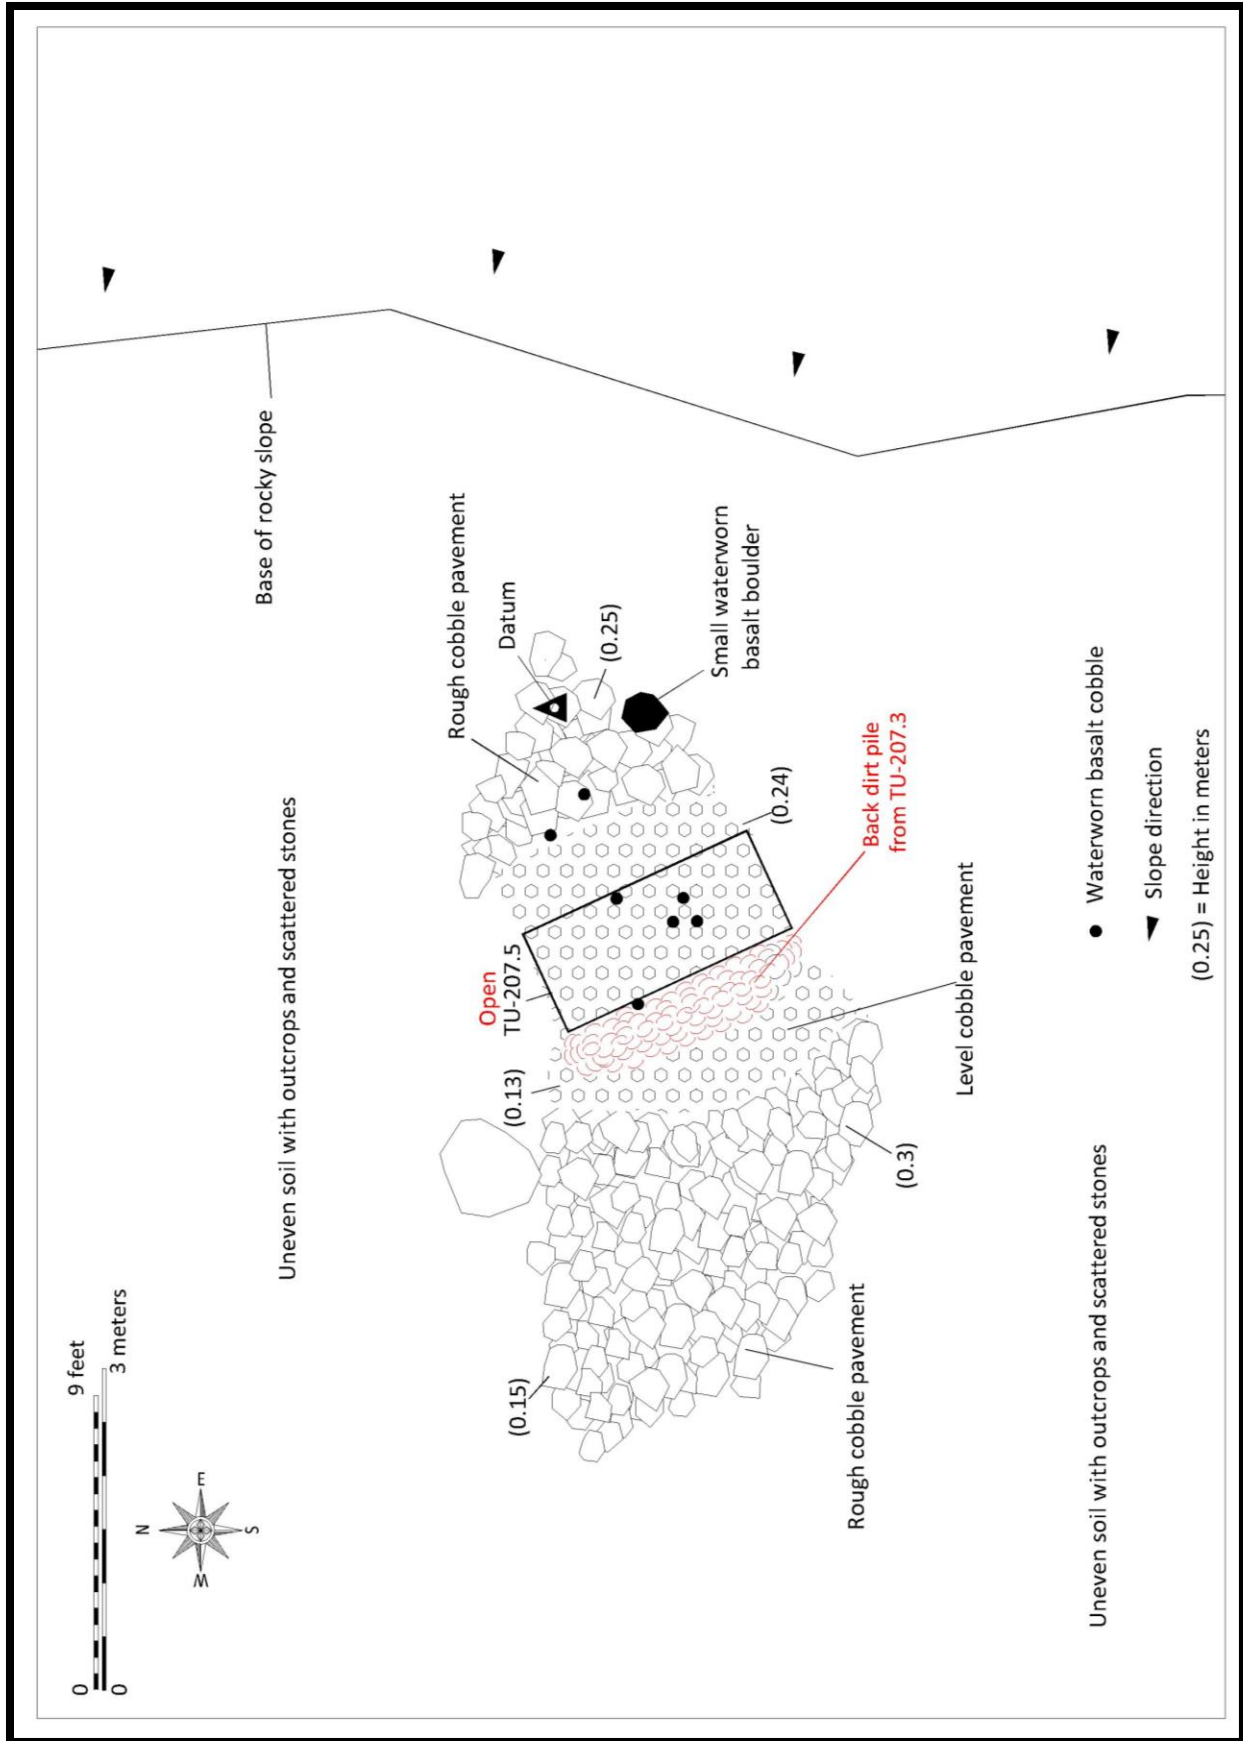 0
9 feet
0
3 meters
N
E
S
W
Uneven soil with outcrops and scattered stones
Base of rocky slope
Rough cobble pavement
Datum
(0.25)
Small waterworn
basalt boulder
(0.24)
Open
TU-207.5
(0.13)
(0.15)
Back dirt pile
from TU-207.3
Level cobble pavement
(0.3)
Rough cobble pavement
Uneven soil with outcrops and scattered stones
Waterworn basalt cobble
Slope direction
(0.25) = Height in meters